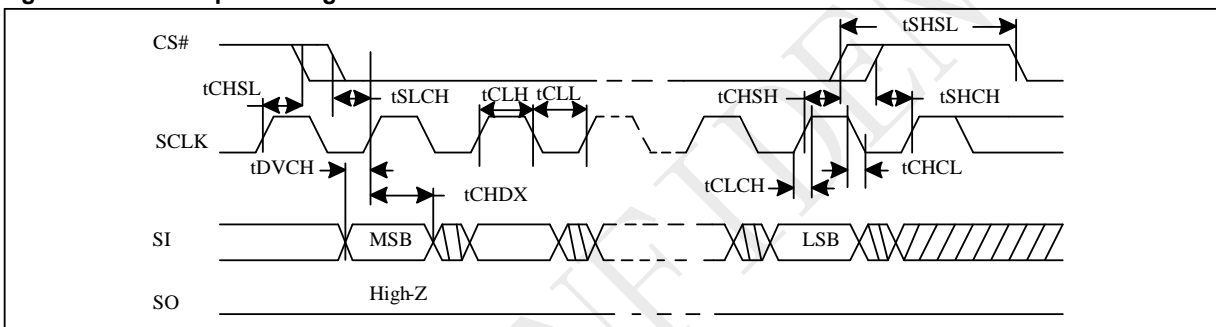 tSHSL
CS#
tCHSL
tSLCH
tCLH
tCLL
tCHSH
tSHCH
SCLK
tDVCH
tCHDX
tCLCH
tCHCL
SI
MSB
LSB
SO
High-Z